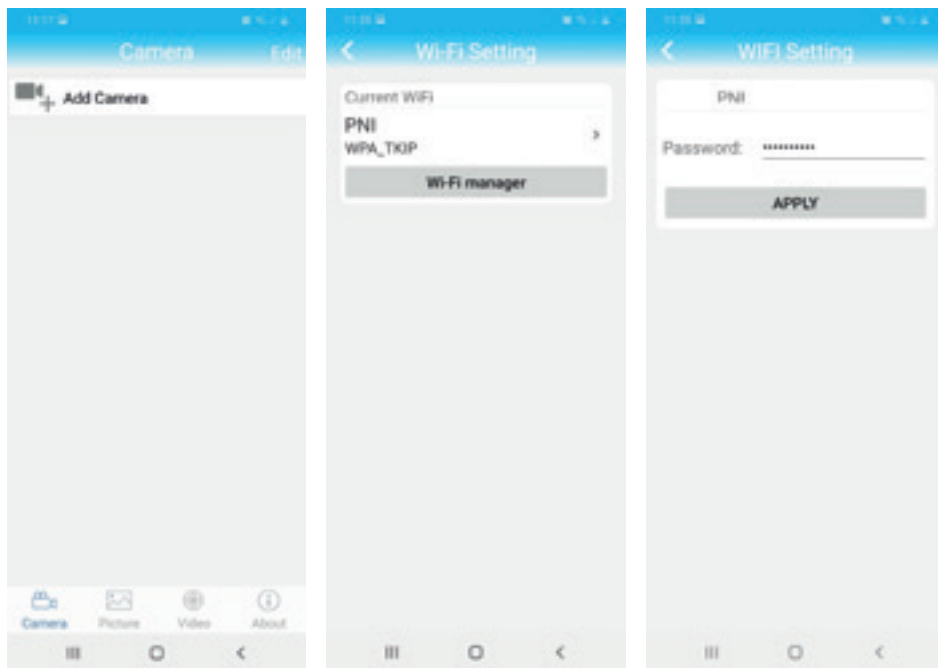 Camera
Edit
Add Camera
Camera
Picture
Video
About
Wi-Fi Setting
Current WiFi
PNI
WPA_TKIP
Wi-Fi manager
WIFI Setting
PNI
Password: ••••••••••
APPLY